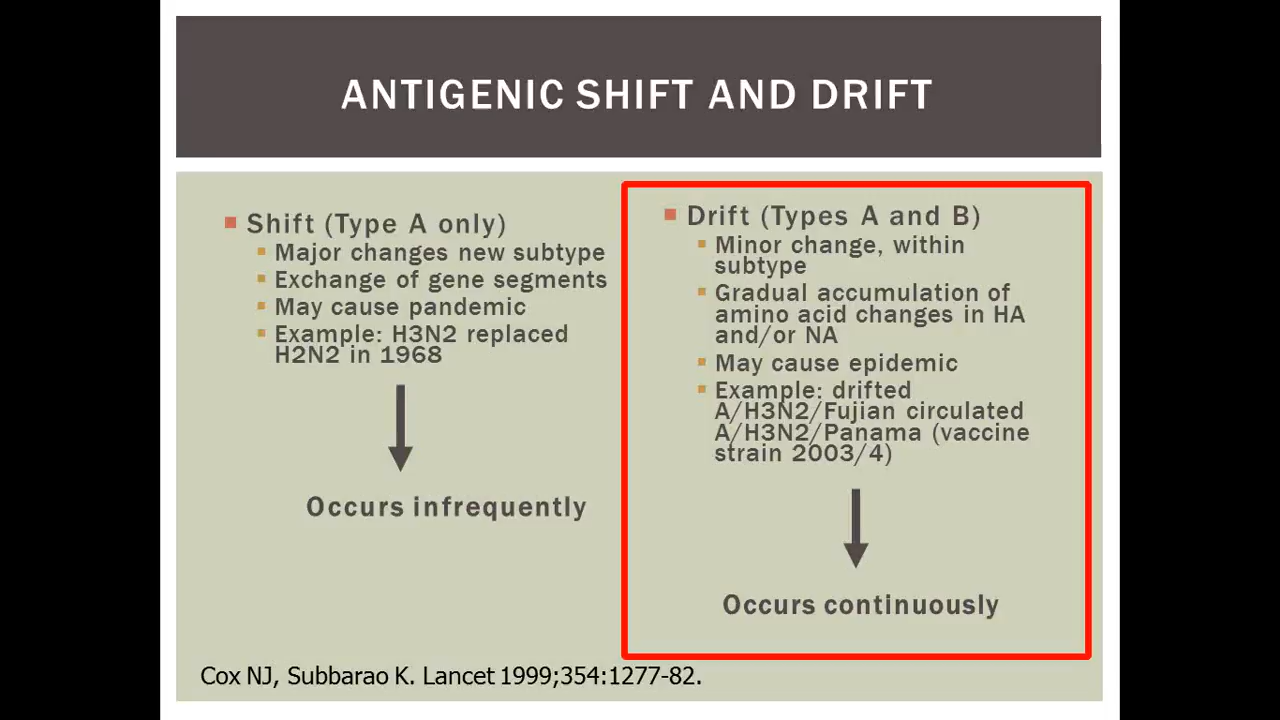 ANTIGENIC SHIFT AND DRIFT
Shift (Type A only)
Major changes new subtype
Exchange of gene segments
May cause pandemic
Example: H3N2 replaced
H2N2 in 1968
Occurs infrequently
Drift (Types A and B)
Minor change, within
subtype
Gradual accumulation of
amino acid changes in HA
and/or NA
May cause epidemic
Example: drifted
A/H3N2/Fujian circulated
A/H3N2/Panama (vaccine
strain 2003/4)
Occurs continuously
Cox NJ, Subbarao K. Lancet 1999;354:1277-82.